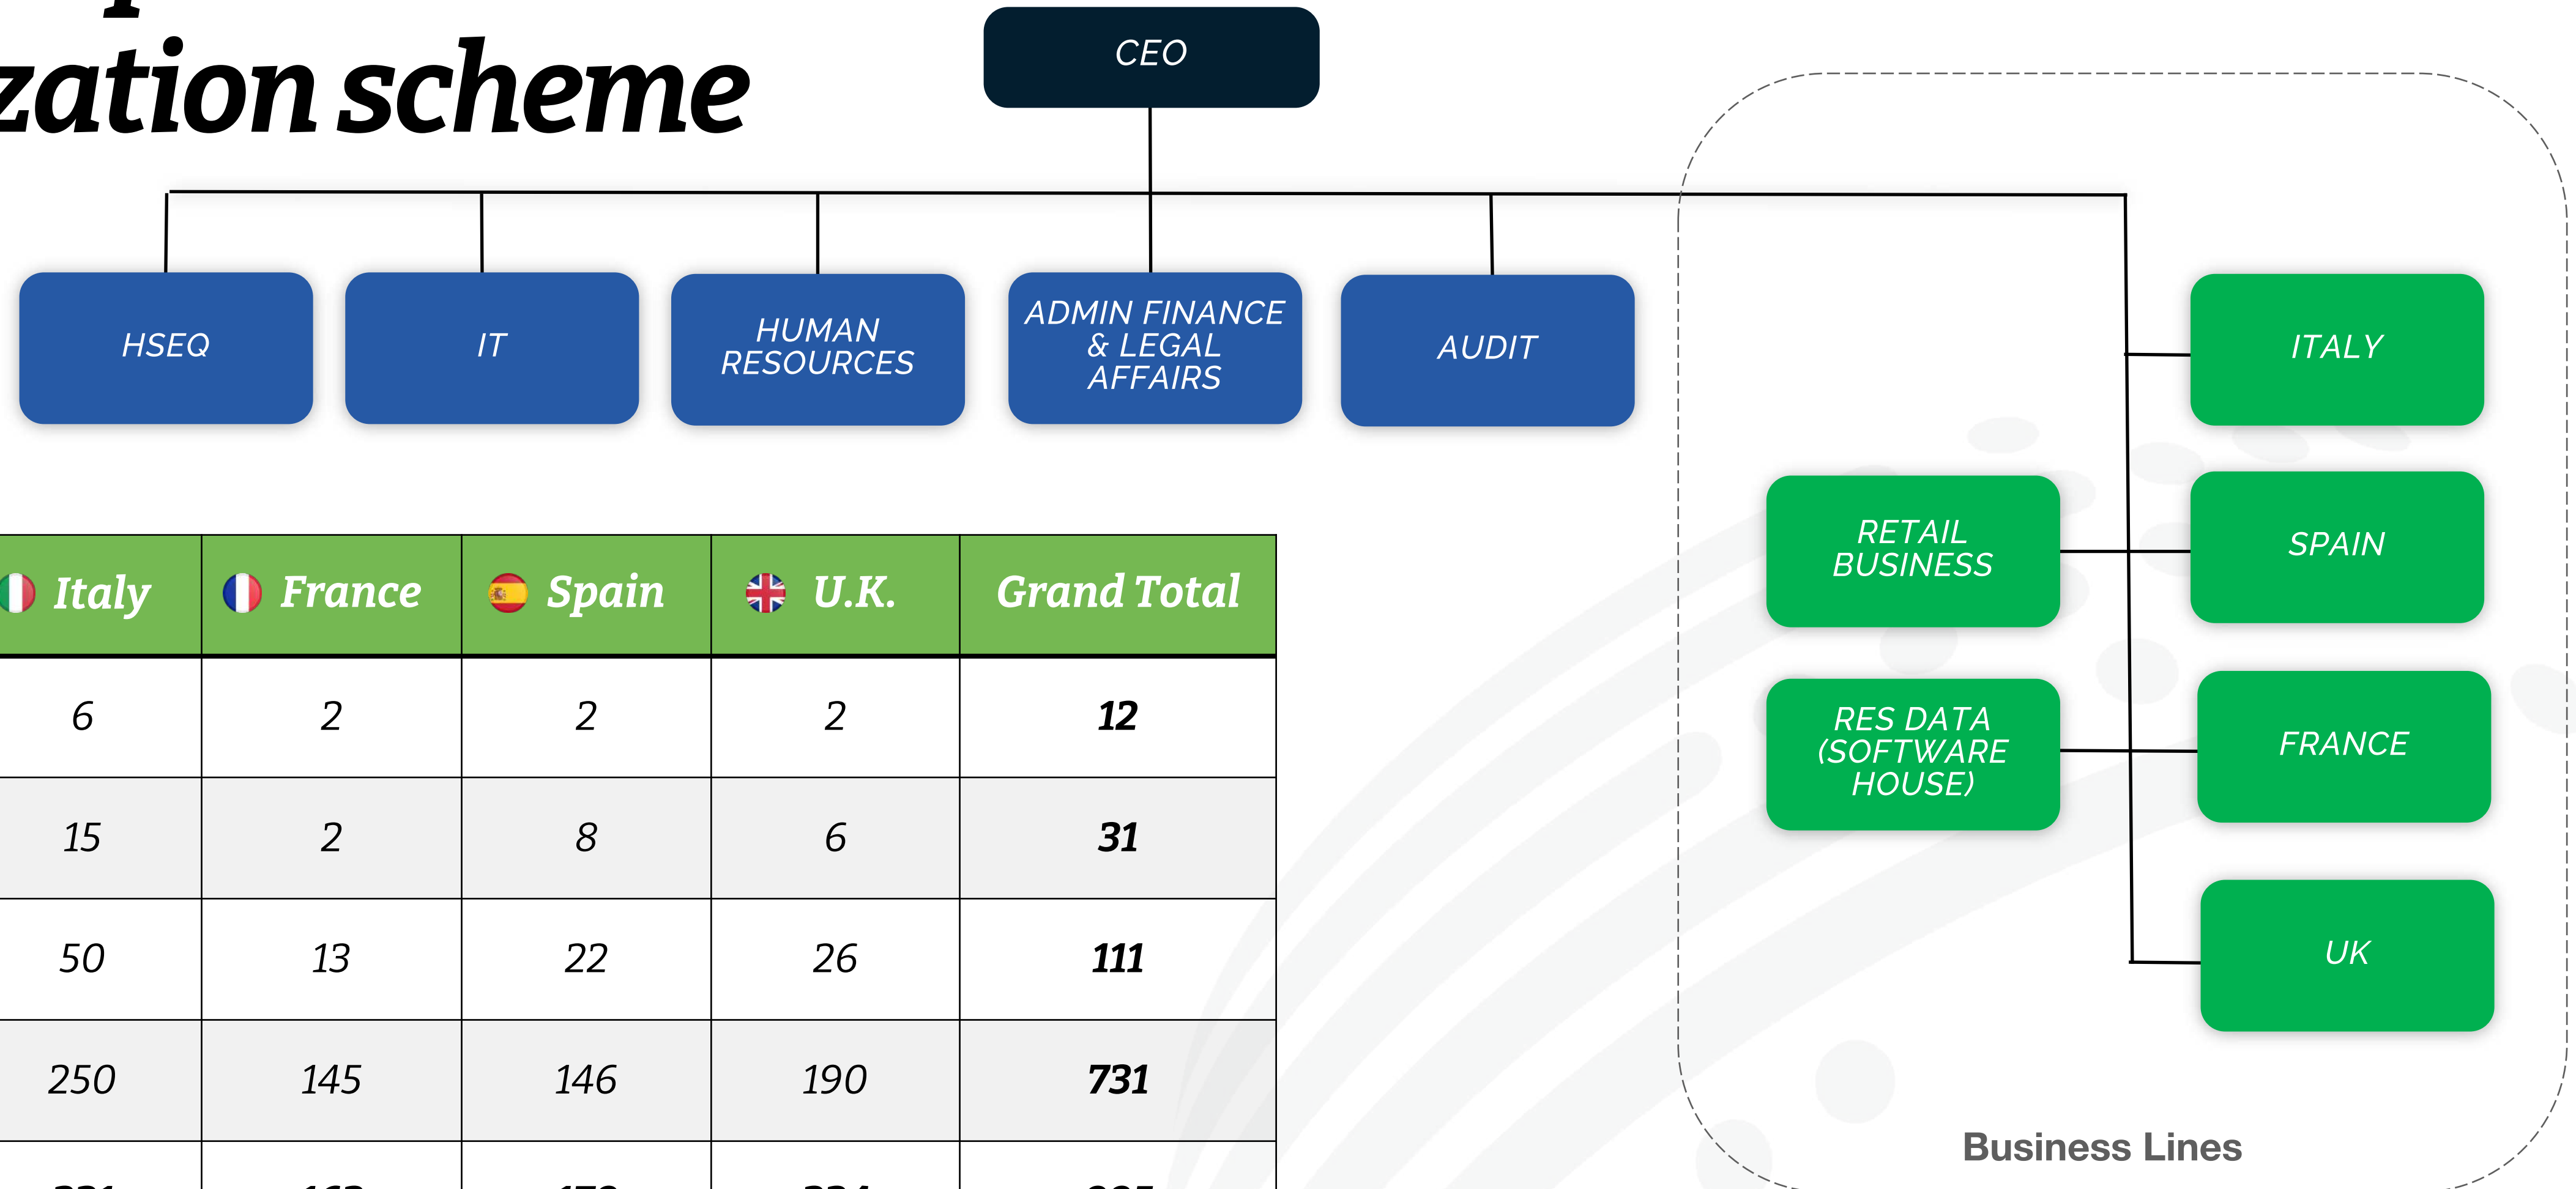 zation scheme
CEO
HSEQ
IT
HUMAN
RESOURCES
ADMIN FINANCE
& LEGAL
AFFAIRS
AUDIT
ITALY
RETAIL
BUSINESS
SPAIN
RES DATA
(SOFTWARE
HOUSE)
FRANCE
UK
Business Lines
Italy France Spain U.K. Grand Total
6 2 2 2 12
15 2 8 6 31
50 13 22 26 111
250 145 146 190 731